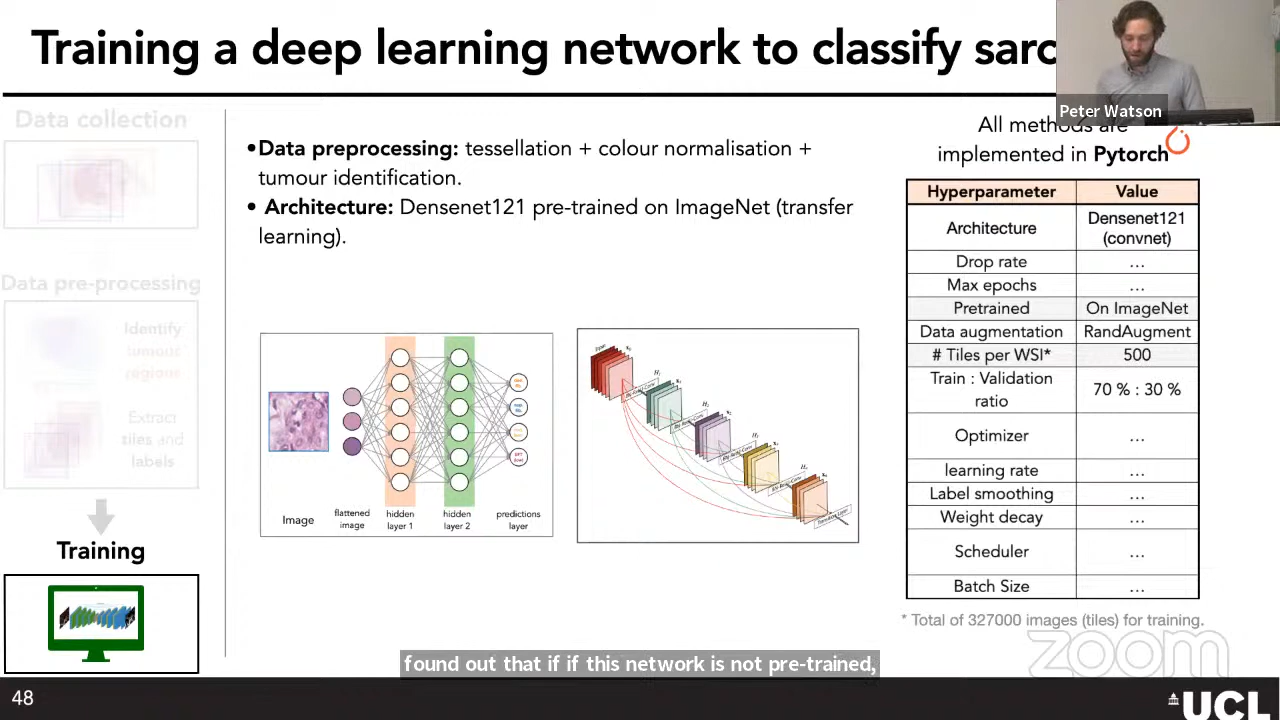 Training a deep learning network to classify sarc
Peter Watson
Data collection
Data pre-processing
Identify
tumour
regions
Extract
tiles and
labels
Training
•Data preprocessing: tessellation + colour normalisation +
tumour identification.
• Architecture: Densenet121 pre-trained on ImageNet (transfer
learning).
Image
flattened
image
hidden
layer 1
hidden
layer 2
predictions
layer
All methods are
implemented in Pytorch
Hyperparameter Value
Architecture Densenet121
(convnet)
Drop rate ...
Max epochs ...
Pretrained On ImageNet
Data augmentation RandAugment
# Tiles per WSI* 500
Train : Validation
ratio 70 % : 30 %
Optimizer ...
learning rate ...
Label smoothing ...
Weight decay ...
Scheduler ...
Batch Size ...
* Total of 327000 images (tiles) for training.
zoom
found out that if if this network is not pre-trained,
48
UCL